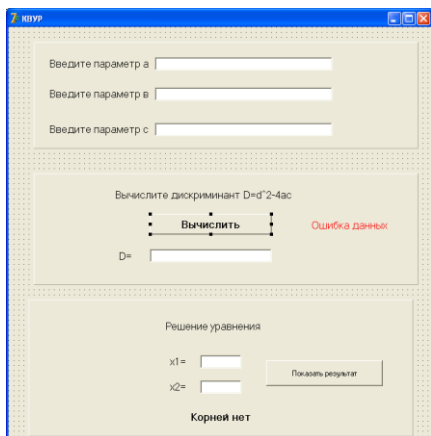 КВУР
Введите параметр а
Введите параметр в
Введите параметр с
Вычислите дискриминант D=d^2-4ac
Вычислить
Ошибка данных
D=
Решение уравнения
x1=
Показать результат
x2=
Корней нет